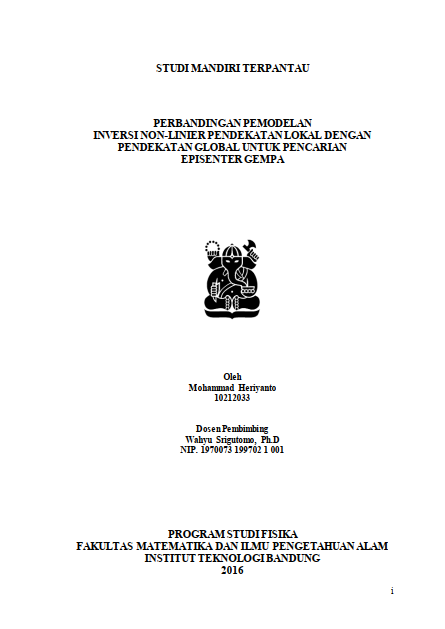 STUDI MANDIRI TERPANTAU
PERBANDINGAN PEMODELAN
INVERSI NON-LINIER PENDEKATAN LOKAL DENGAN
PENDEKATAN GLOBAL UNTUK PENCARIAN
EPISENTER GEMPA
Oleh
Mohammad Heriyanto
10212033
Dosen Pembimbing
Wahyu Srigutomo, Ph.D
NIP. 1970073 199702 1 001
PROGRAM STUDI FISIKA
FAKULTAS MATEMATIKA DAN ILMU PENGETAHUAN ALAM
INSTITUT TEKNOLOGI BANDUNG
2016
i